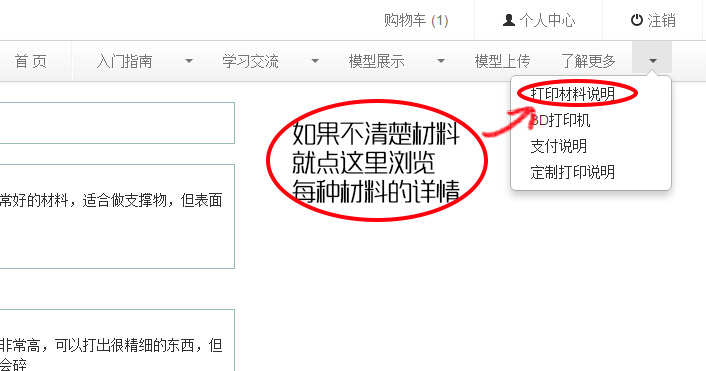 购物车 (1) 个人中心 注销
首 页 入门指南 学习交流 模型展示 模型上传 了解更多
打印材料说明
3D打印机
支付说明
定制打印说明
如果不清楚材料
就点这里浏览
每种材料的详情
常好的材料，适合做支撑物，但表面
非常高，可以打出很精细的东西，但
会碎